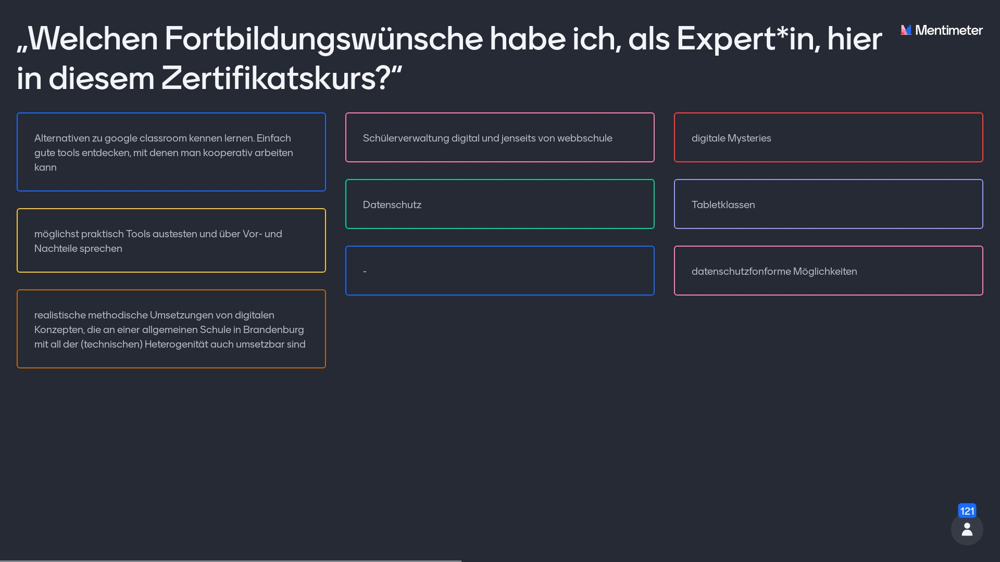 „Welchen Fortbildungswünsche habe ich, als Expert*in, hier
in diesem Zertifikatskurs?“
Mentimeter
Alternativen zu google classroom kennen lernen. Einfach
gute tools entdecken, mit denen man kooperativ arbeiten
kann
möglichst praktisch Tools austesten und über Vor- und
Nachteile sprechen
realistische methodische Umsetzungen von digitalen
Konzepten, die an einer allgemeinen Schule in Brandenburg
mit all der (technischen) Heterogenität auch umsetzbar sind
Schülerverwaltung digital und jenseits von webbschule
Datenschutz
-
digitale Mysteries
Tabletklassen
datenschutzfonforme Möglichkeiten
121